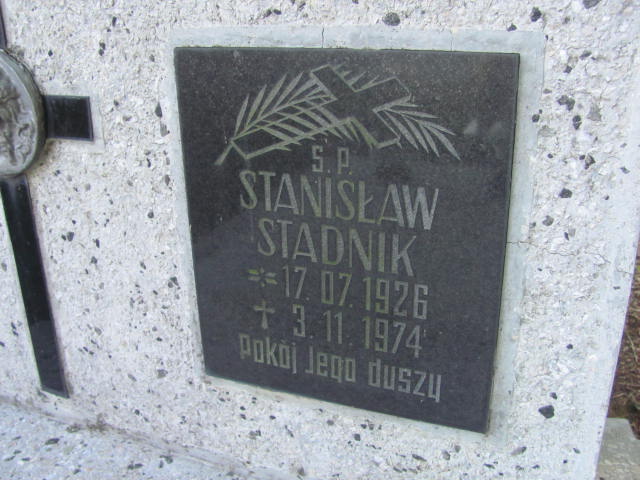 Ś. P.
STANISŁAW
STADNIK
* 17. 07. 1926
† 3. 11. 1974
pokój Jego duszy